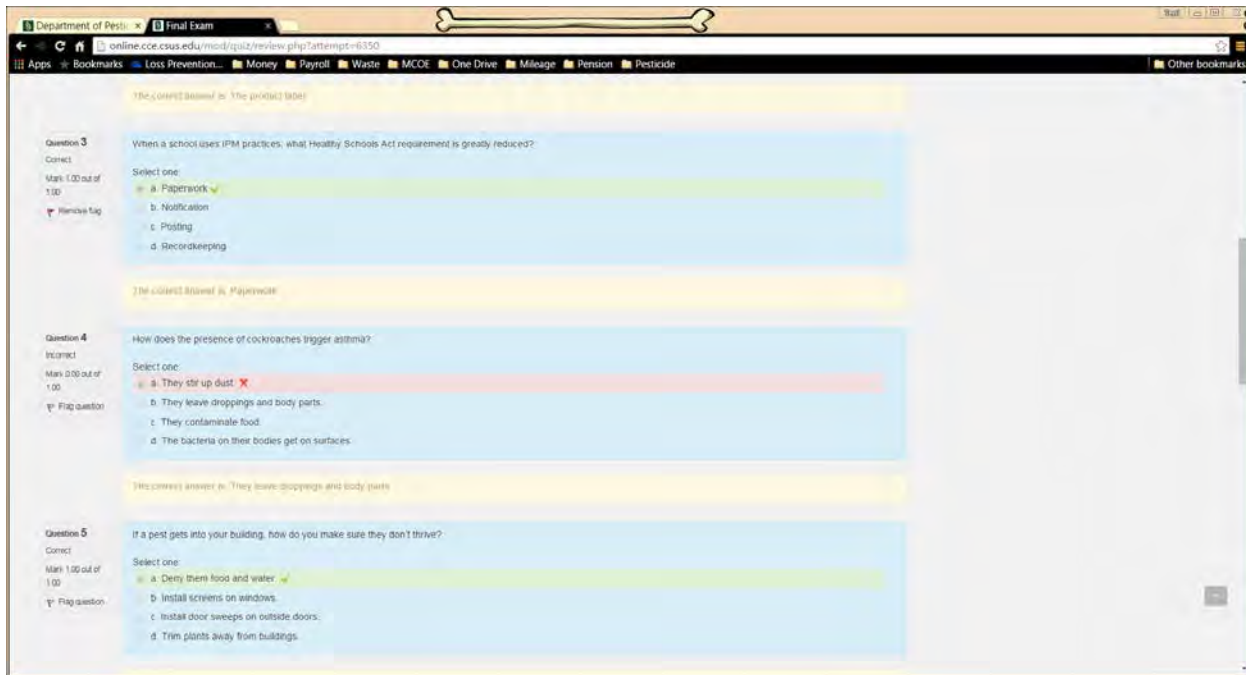 Department of Pesti
Final Exam
online.cce.csus.edu/mod/quiz/review.php?attempt=6350
Apps Bookmarks Loss Prevention... Money Payroll Waste MCOE One Drive Mileage Pension Pesticide Other bookmarks
The correct answer is: The product label
Question 3
Correct
Mark 1.00 out of
1.00
Remove flag
When a school uses IPM practices, what Healthy Schools Act requirement is greatly reduced?
Select one:
a. Paperwork
b. Notification
c. Posting
d. Recordkeeping
The correct answer is: Paperwork
Question 4
Incorrect
Mark 0.00 out of
1.00
Flag question
How does the presence of cockroaches trigger asthma?
Select one:
a. They stir up dust.
b. They leave droppings and body parts.
c. They contaminate food.
d. The bacteria on their bodies get on surfaces.
The correct answer is: They leave droppings and body parts.
Question 5
Correct
Mark 1.00 out of
1.00
Flag question
If a pest gets into your building, how do you make sure they don't thrive?
Select one:
a. Deny them food and water.
b. Install screens on windows.
c. Install door sweeps on outside doors.
d. Trim plants away from buildings.